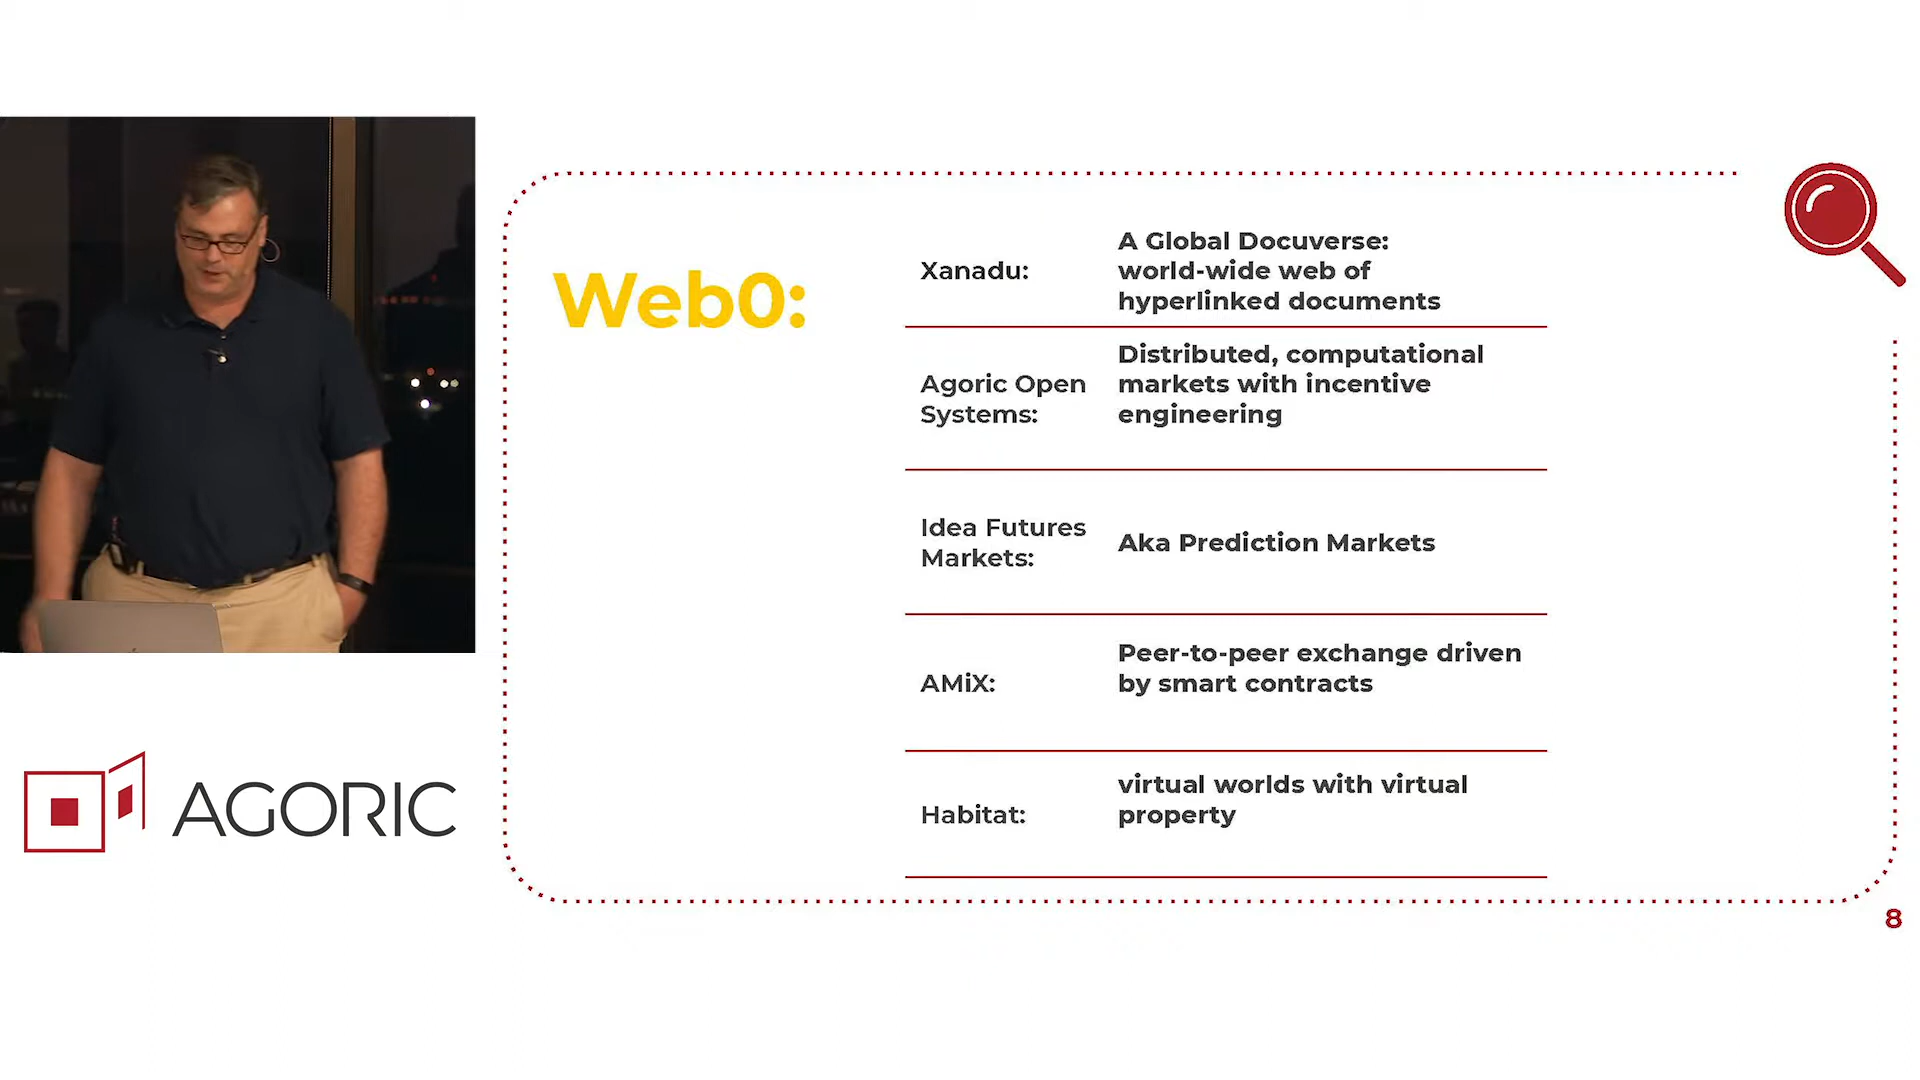 Web0:
Xanadu:
A Global Docuverse:
world-wide web of
hyperlinked documents
Agoric Open
Systems:
Distributed, computational
markets with incentive
engineering
Idea Futures
Markets:
Aka Prediction Markets
AMiX:
Peer-to-peer exchange driven
by smart contracts
Habitat:
virtual worlds with virtual
property
AGORIC
8